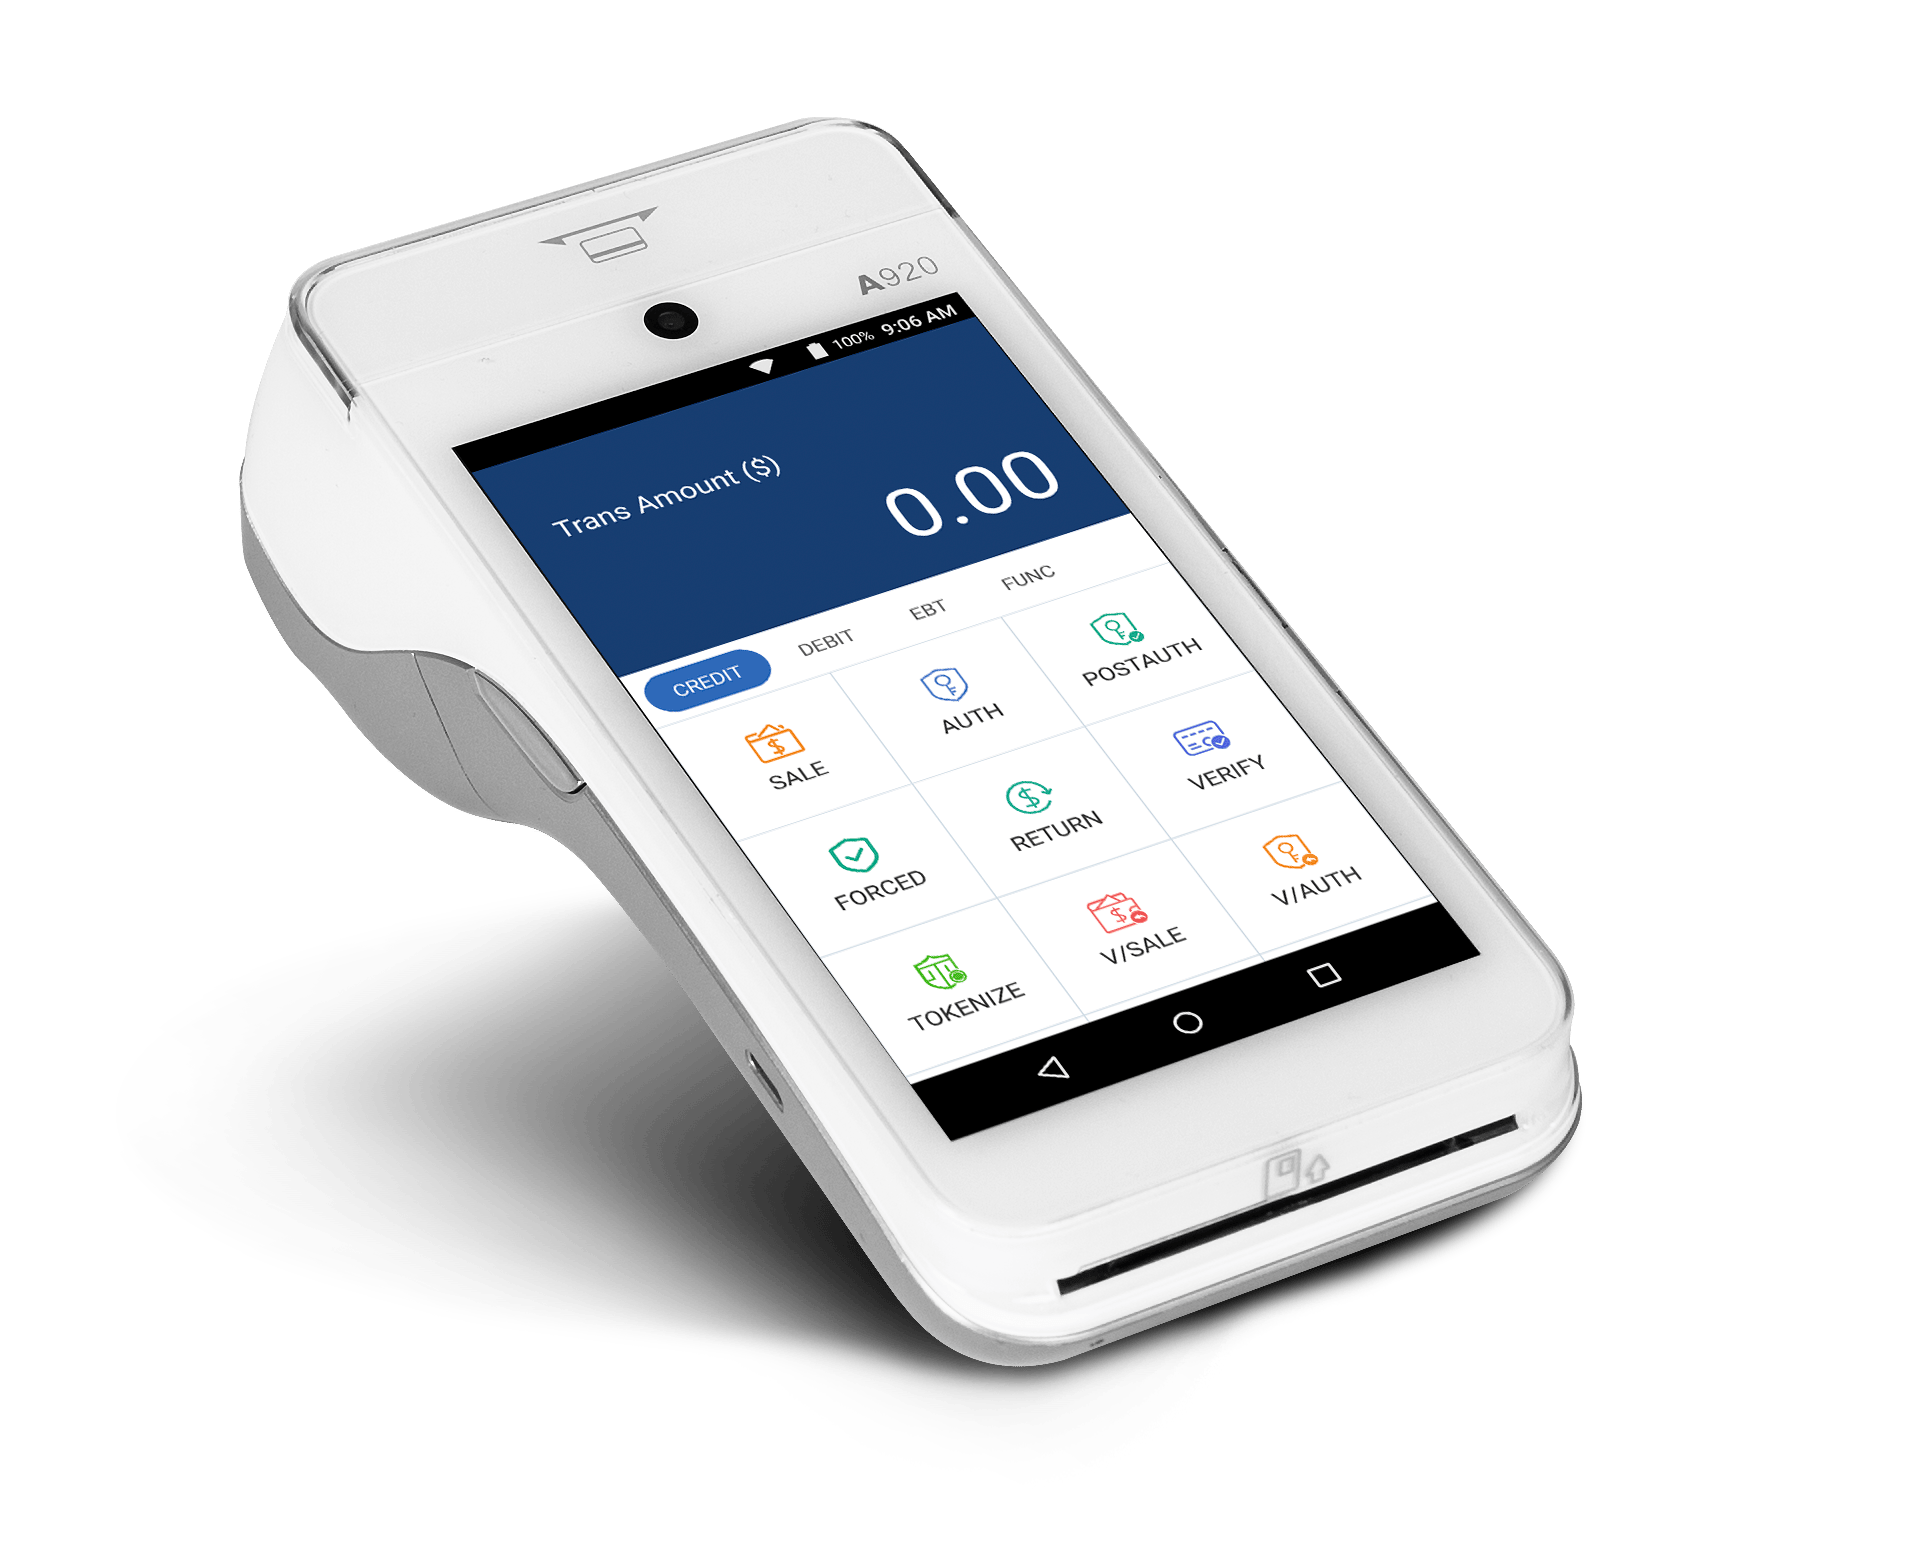 A920
100% 9:06 AM
Trans Amount ($)
0.00
CREDIT DEBIT EBT FUNC
SALE AUTH POSTAUTH
FORCED RETURN VERIFY
TOKENIZE V/SALE V/AUTH